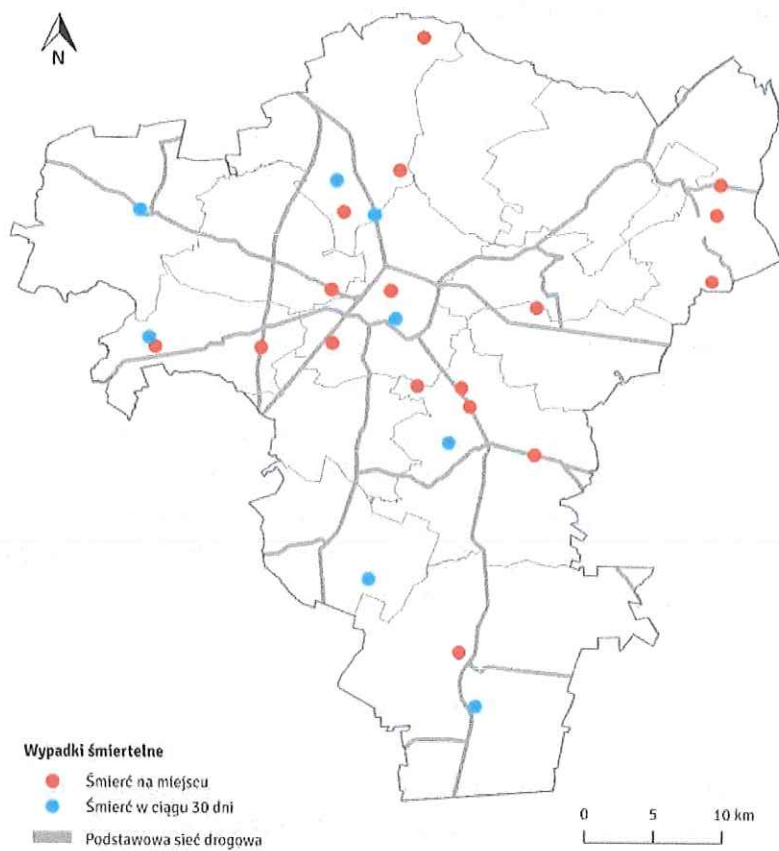 N
Wypadki śmiertelne
Śmierć na miejscu
Śmierć w ciągu 30 dni
Podstawowa sieć drogowa
0 5 10 km